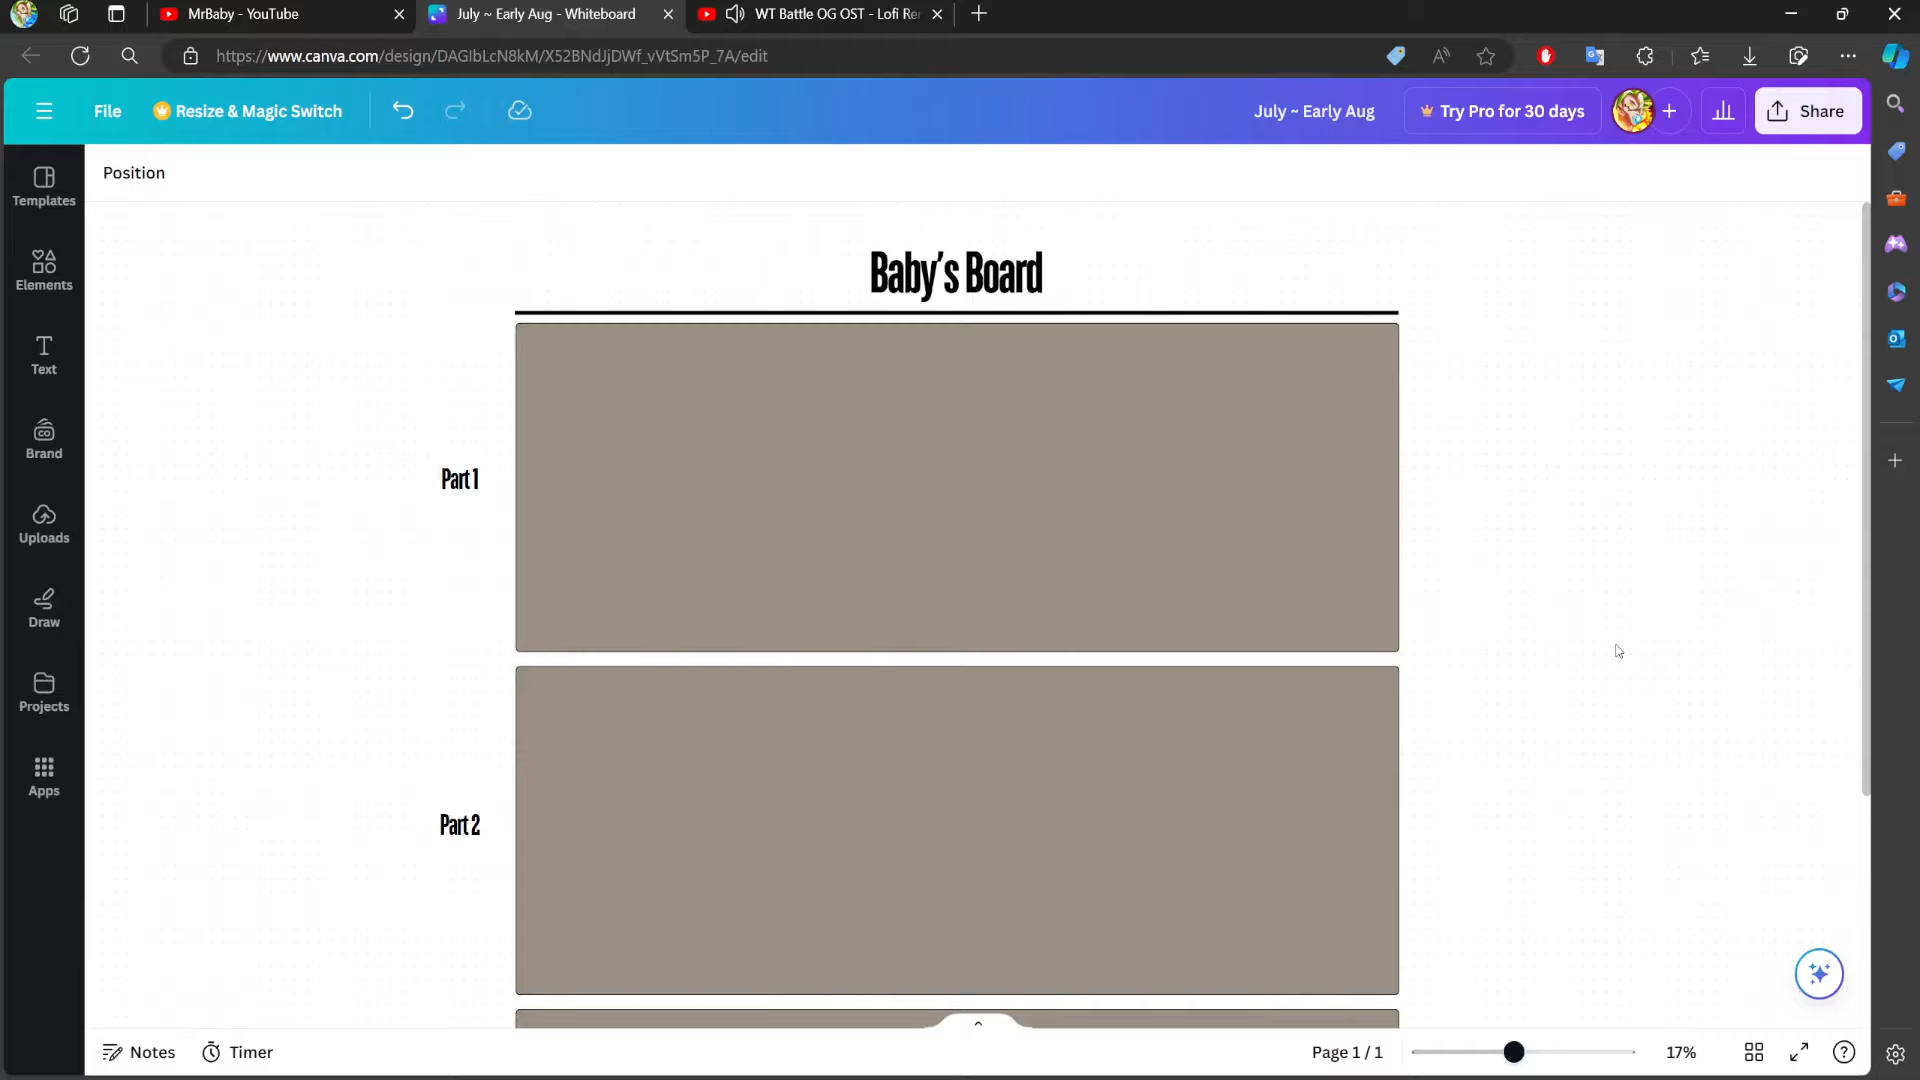 MrBaby - YouTube
July ~ Early Aug - Whiteboard
WT Battle OG OST - Lofi Re
https://www.canva.com/design/DAGIbLcN8kM/X52BNdJjDWf_vVtSm5P_7A/edit
File
Resize & Magic Switch
July ~ Early Aug
Try Pro for 30 days
Share
Position
Templates
Elements
Text
Brand
Uploads
Draw
Projects
Apps
Baby's Board
Part 1
Part 2
Notes
Timer
Page 1 / 1
17%